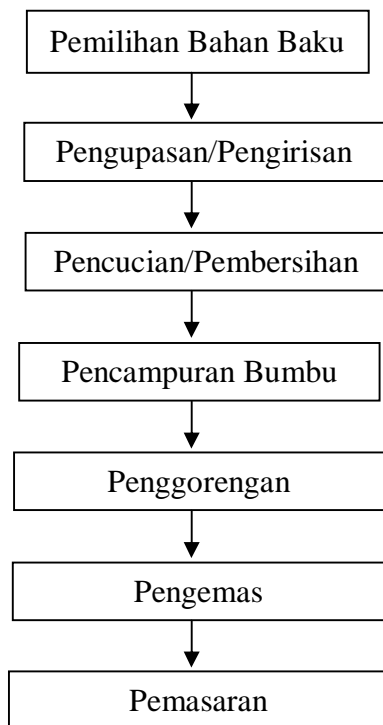 Pemilihan Bahan Baku
Pengupasan/Pengirisan
Pencucian/Pembersihan
Pencampuran Bumbu
Penggorengan
Pengemas
Pemasaran